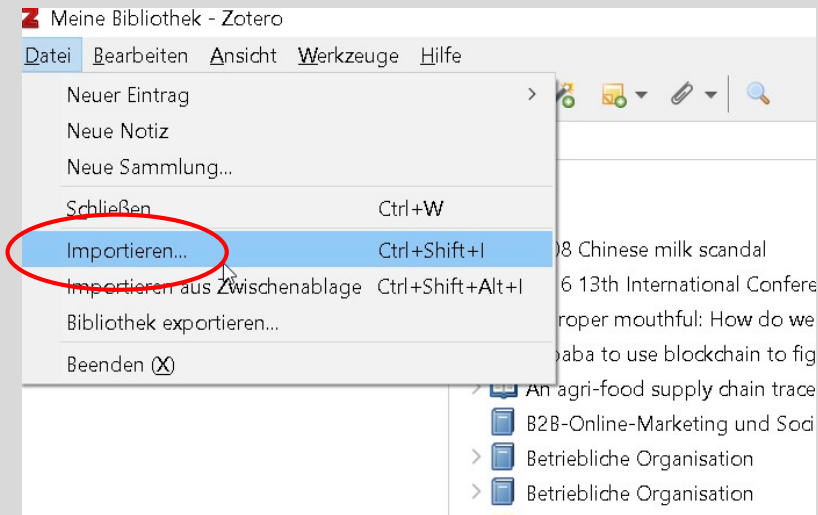 Meine Bibliothek - Zotero
Datei Bearbeiten Ansicht Werkzeuge Hilfe
Neuer Eintrag
Neue Notiz
Neue Sammlung...
Schließen Ctrl+W
Importieren... Ctrl+Shift+I
Importieren aus Zwischenablage Ctrl+Shift+Alt+I
Bibliothek exportieren...
Beenden (X)
8 Chinese milk scandal
6 13th International Confere
roper mouthful: How do we
baba to use blockchain to fig
An agri-food supply chain trace
B2B-Online-Marketing und Soci
Betriebliche Organisation
Betriebliche Organisation